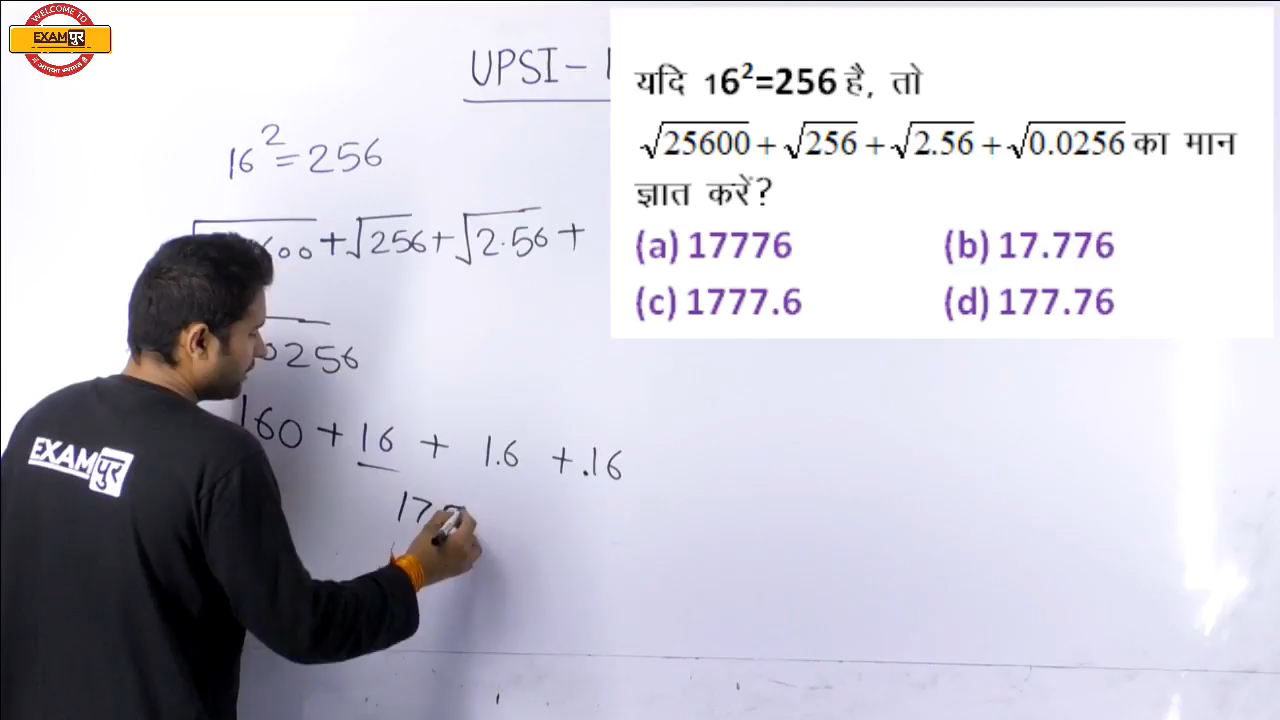 WELCOME TO
EXAMपुर
UPSI-
यदि 16²=256 है, तो
√25600 + √256 + √2.56 + √0.0256 का मान
ज्ञात करें?
(a) 17776 (b) 17.776
(c) 1777.6 (d) 177.76
16² = 256
00 + √256 + √2.56 +
0256
160 + 16 + 1.6 + .16
17
EXAMपुर